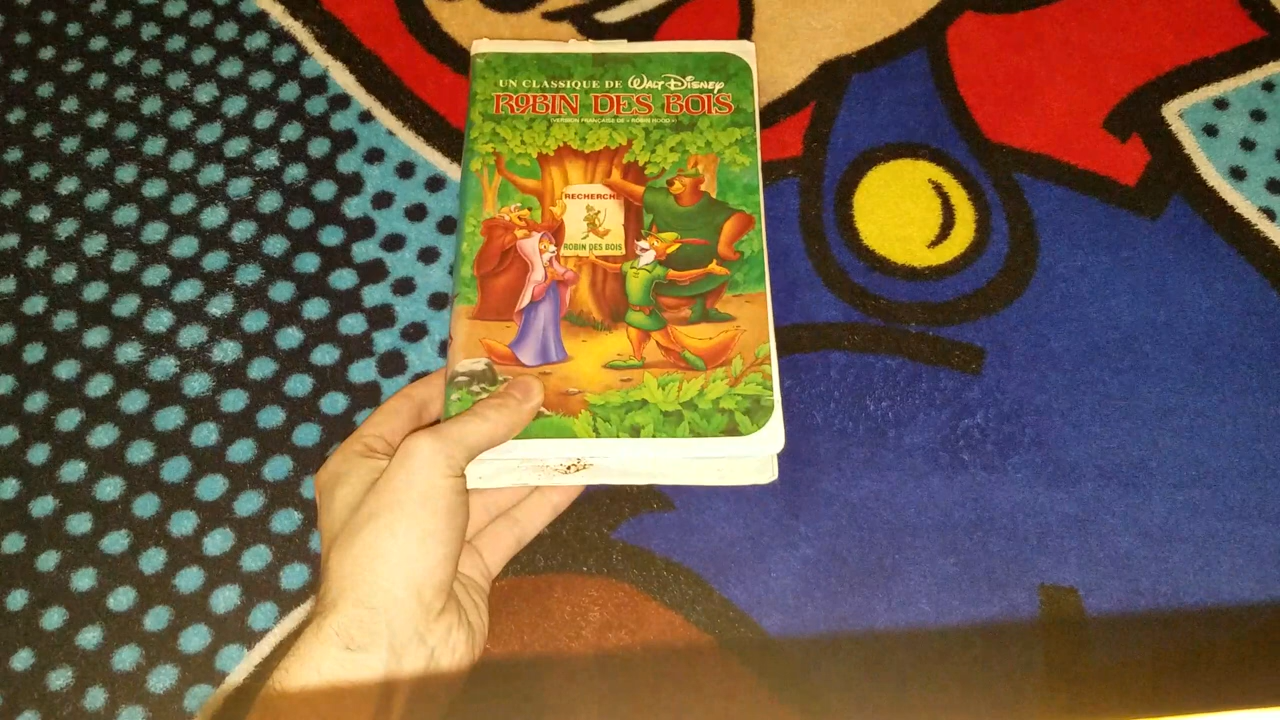 UN CLASSIQUE DE Walt Disney
ROBIN DES BOIS
(VERSION FRANÇAISE DE « ROBIN HOOD »)
RECHERCHÉ
ROBIN DES BOIS